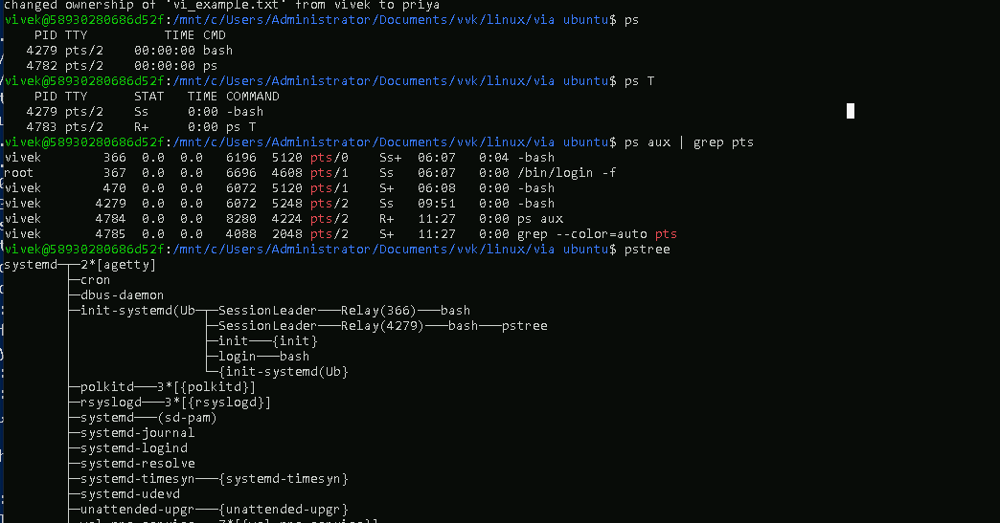 changed ownership of 'vi_example.txt' from vivek to priya
vivek@58930280686d52f:/mnt/c/Users/Administrator/Documents/vvk/linux/via ubuntu$ ps
    PID TTY          TIME CMD
   4279 pts/2    00:00:00 bash
   4782 pts/2    00:00:00 ps
vivek@58930280686d52f:/mnt/c/Users/Administrator/Documents/vvk/linux/via ubuntu$ ps T
    PID TTY      STAT   TIME COMMAND
   4279 pts/2    Ss     0:00 -bash
   4783 pts/2    R+     0:00 ps T
vivek@58930280686d52f:/mnt/c/Users/Administrator/Documents/vvk/linux/via ubuntu$ ps aux | grep pts
vivek        366  0.0  0.0   6196  5120 pts/0    Ss+  06:07   0:04 -bash
root         367  0.0  0.0   6696  4608 pts/1    Ss   06:07   0:00 /bin/login -f
vivek        470  0.0  0.0   6072  5120 pts/1    S+   06:08   0:00 -bash
vivek       4279  0.0  0.0   6072  5248 pts/2    Ss   09:51   0:00 -bash
vivek       4784  0.0  0.0   8280  4224 pts/2    R+   11:27   0:00 ps aux
vivek       4785  0.0  0.0   4088  2048 pts/2    S+   11:27   0:00 grep --color=auto pts
vivek@58930280686d52f:/mnt/c/Users/Administrator/Documents/vvk/linux/via ubuntu$ pstree
systemd─┬─2*[agetty]
        ├─cron
        ├─dbus-daemon
        ├─init-systemd(Ub─┬─SessionLeader───Relay(366)───bash
        │                 ├─SessionLeader───Relay(4279)───bash───pstree
        │                 ├─init───{init}
        │                 ├─login───bash
        │                 └─{init-systemd(Ub}
        ├─polkitd───3*[{polkitd}]
        ├─rsyslogd───3*[{rsyslogd}]
        ├─systemd───(sd-pam)
        ├─systemd-journal
        ├─systemd-logind
        ├─systemd-resolve
        ├─systemd-timesyn───{systemd-timesyn}
        ├─systemd-udevd
        ├─unattended-upgr───{unattended-upgr}